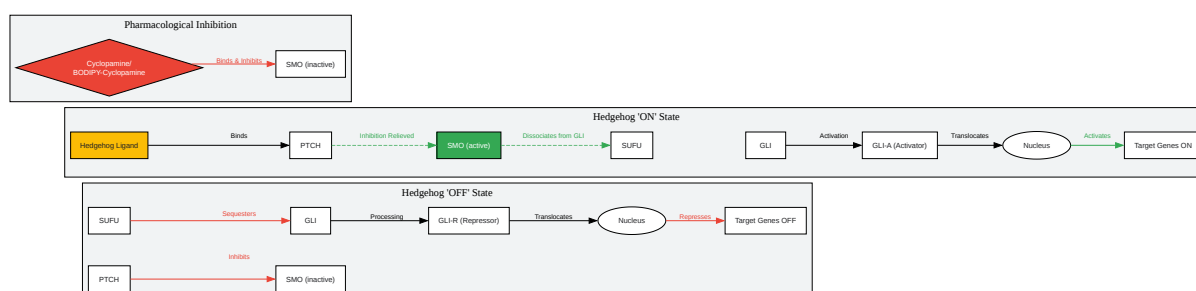 Pharmacological Inhibition
Cyclopamine/
BODIPY-Cyclopamine
Binds & Inhibits
SMO (inactive)
Hedgehog 'ON' State
Hedgehog Ligand
Binds
PTCH
Inhibition Relieved
SMO (active)
Dissociates from GLI
SUFU
GLI
Activation
GLI-A (Activator)
Translocates
Nucleus
Activates
Target Genes ON
Hedgehog 'OFF' State
SUFU
Sequesters
GLI
Processing
GLI-R (Repressor)
Translocates
Nucleus
Represses
Target Genes OFF
PTCH
Inhibits
SMO (inactive)